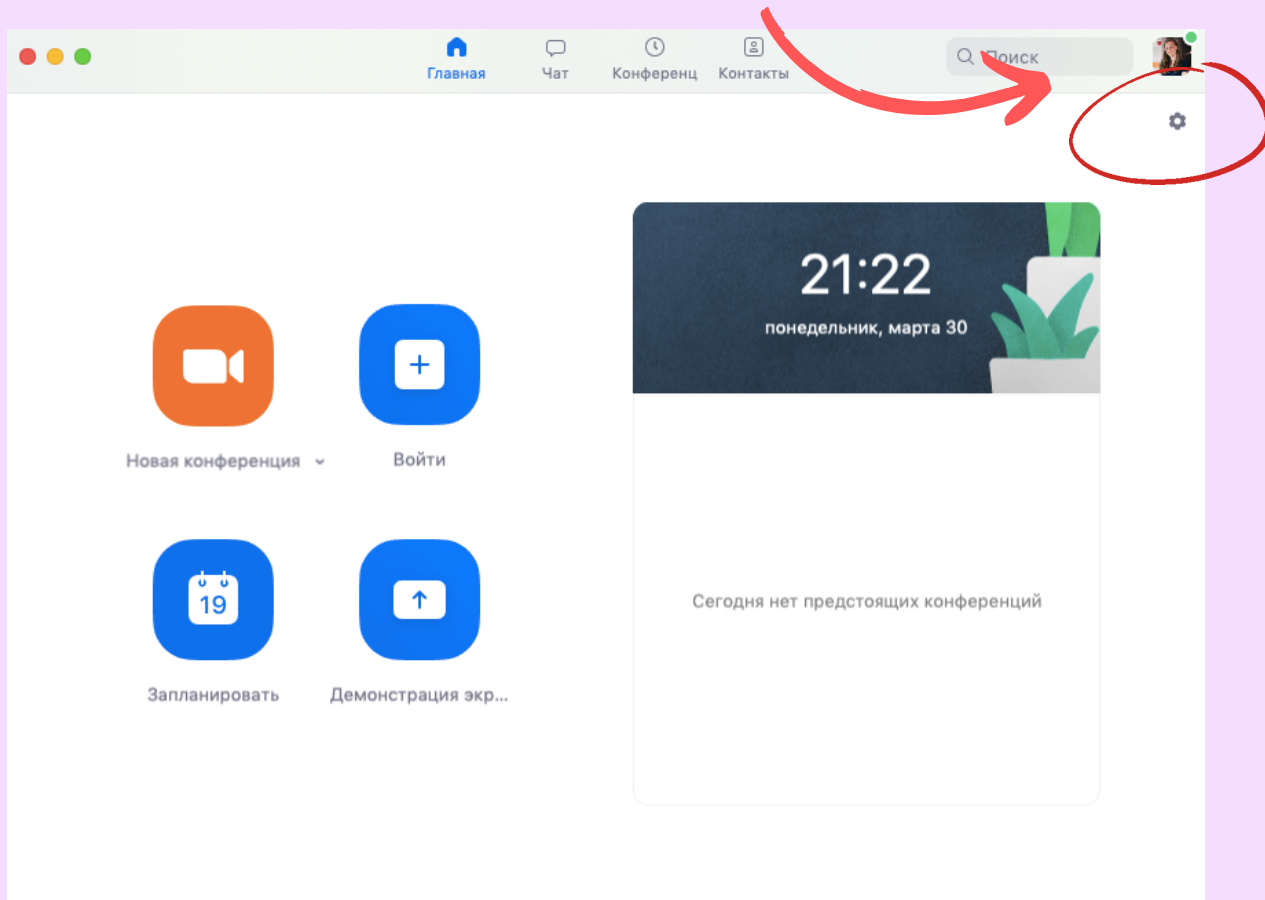 Главная
Чат
Конференц
Контакты
Поиск
21:22
понедельник, марта 30
Новая конференция
Войти
19
Запланировать
Демонстрация экр...
Сегодня нет предстоящих конференций